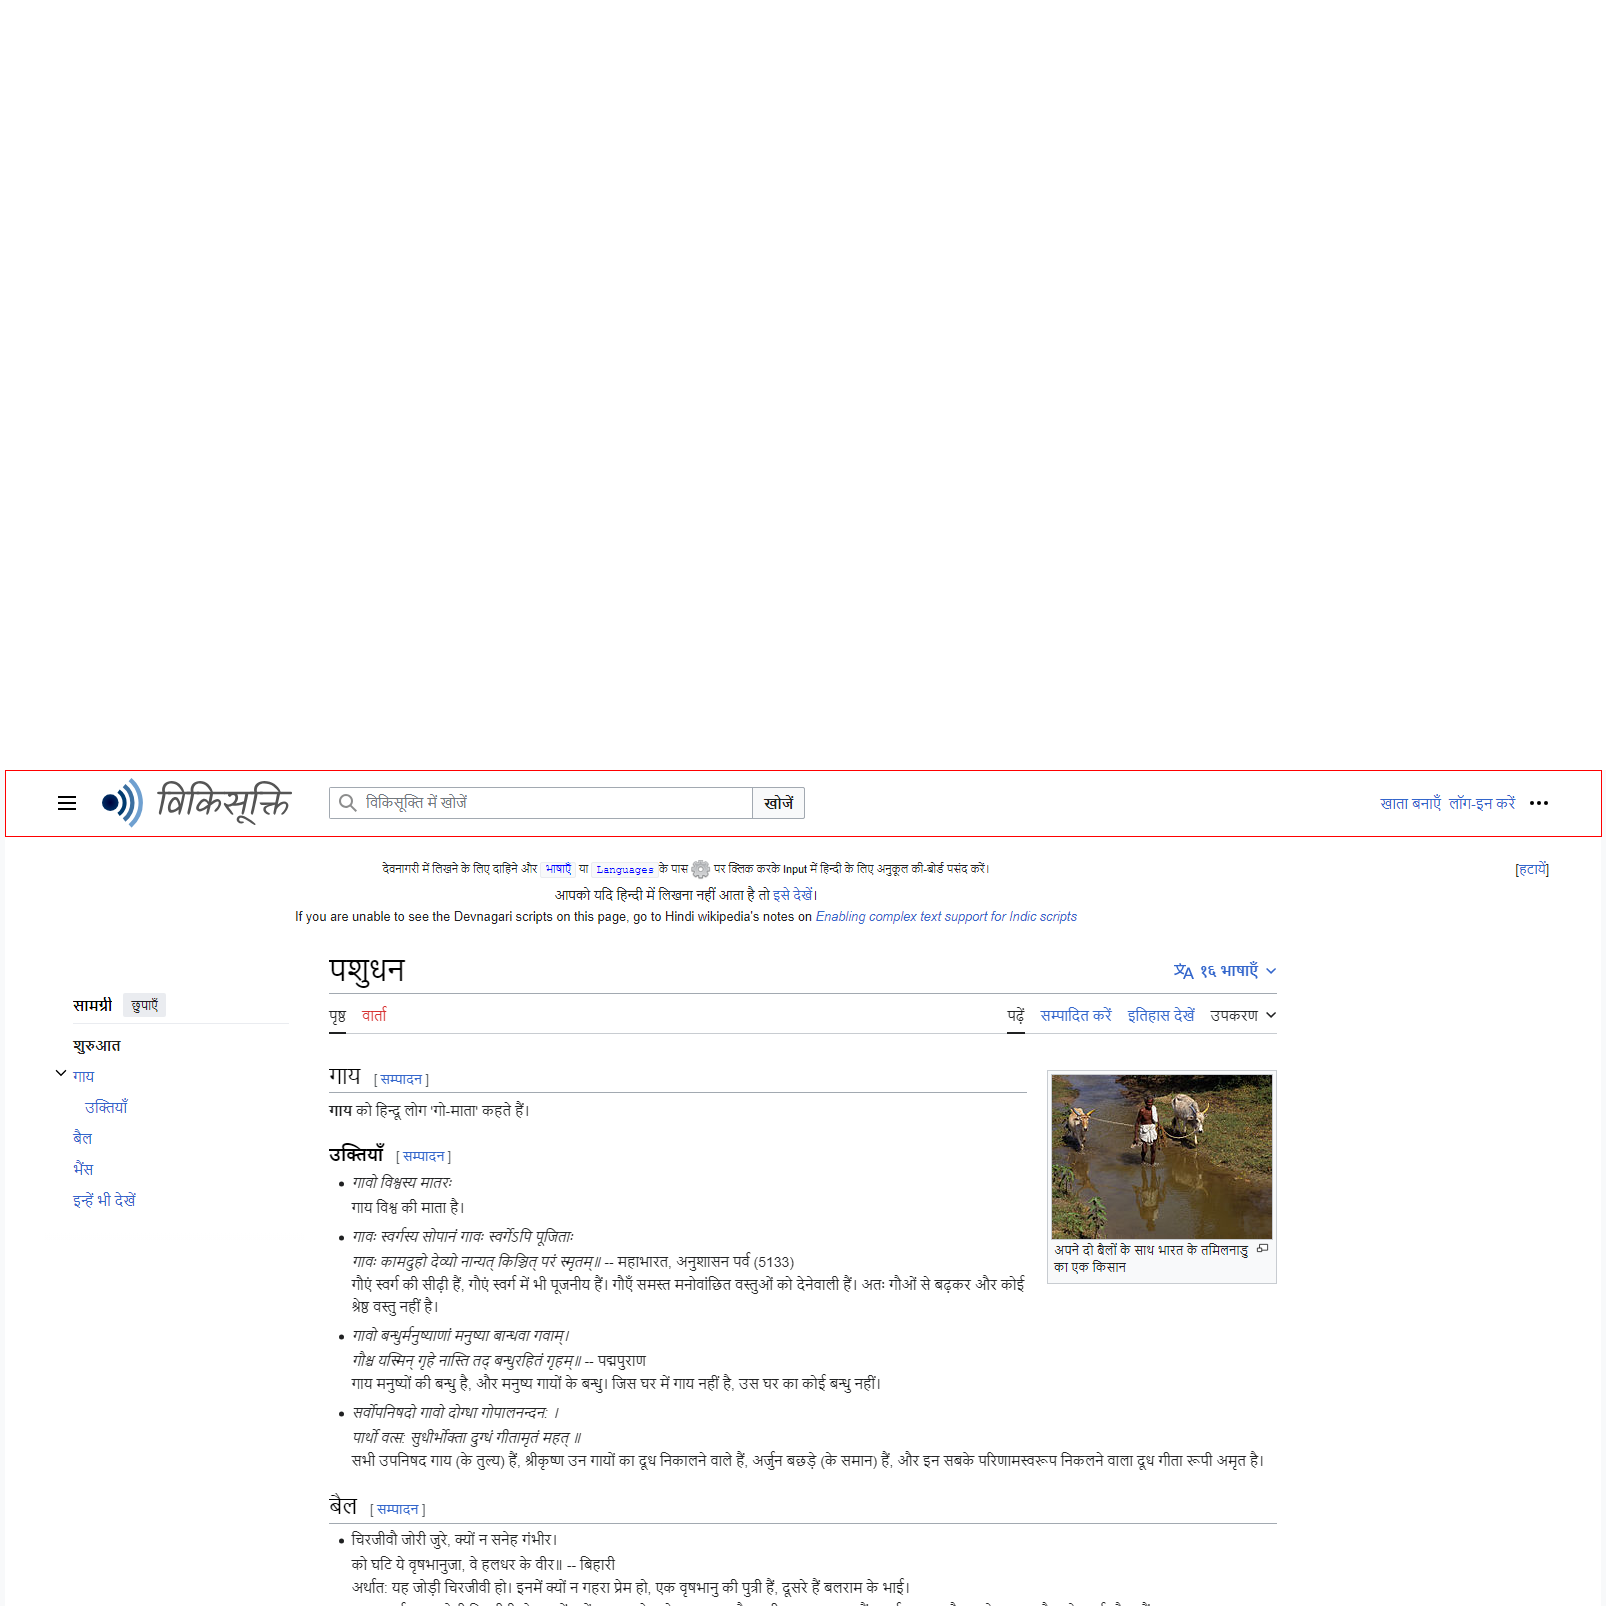 विकिसूक्ति
विकिसूक्ति में खोजें
खोजें
खाता बनाएँ लॉग-इन करें
देवनागरी में लिखने के लिए दाहिने और भाषाएँ या Languages के पास पर क्लिक करके Input में हिन्दी के लिए अनुकूल की-बोर्ड पसंद करें।
[हटायें]
आपको यदि हिन्दी में लिखना नहीं आता है तो इसे देखें।
If you are unable to see the Devnagari scripts on this page, go to Hindi wikipedia's notes on Enabling complex text support for Indic scripts
पशुधन
१६ भाषाएँ
सामग्री छुपाएँ
शुरुआत
गाय
उक्तियाँ
बैल
भैंस
इन्हें भी देखें
पृष्ठ वार्ता
पढ़ें सम्पादित करें इतिहास देखें उपकरण
गाय [ सम्पादन ]
गाय को हिन्दू लोग 'गो-माता' कहते हैं।
उक्तियाँ [ सम्पादन ]
गावो विश्वस्य मातरः
गाय विश्व की माता है।
गावः स्वर्गस्य सोपानं गावः स्वर्गेऽपि पूजिताः
गावः कामदुहो देव्यो नान्यत् किञ्चित् परं स्मृतम्॥ -- महाभारत, अनुशासन पर्व (5133)
गौएं स्वर्ग की सीढ़ी हैं, गौएं स्वर्ग में भी पूजनीय हैं। गौएँ समस्त मनोवांछित वस्तुओं को देनेवाली हैं। अतः गौओं से बढ़कर और कोई
श्रेष्ठ वस्तु नहीं है।
गावो बन्धुर्मनुष्याणां मनुष्या बान्धवा गवाम्।
गौश्च यस्मिन् गृहे नास्ति तद् बन्धुरहितं गृहम्॥ -- पद्मपुराण
गाय मनुष्यों की बन्धु है, और मनुष्य गायों के बन्धु। जिस घर में गाय नहीं है, उस घर का कोई बन्धु नहीं।
सर्वोपनिषदो गावो दोग्धा गोपालनन्दन: ।
पार्थो वत्स: सुधीर्भोक्ता दुग्धं गीतामृतं महत् ॥
सभी उपनिषद गाय (के तुल्य) हैं, श्रीकृष्ण उन गायों का दूध निकालने वाले हैं, अर्जुन बछड़े (के समान) हैं, और इन सबके परिणामस्वरूप निकलने वाला दूध गीता रूपी अमृत है।
अपने दो बैलों के साथ भारत के तमिलनाडु
का एक किसान
बैल [ सम्पादन ]
चिरजीवौ जोरी जुरे, क्यों न सनेह गंभीर।
को घटि ये वृषभानुजा, वे हलधर के वीर॥ -- बिहारी
अर्थात: यह जोड़ी चिरजीवी हो। इनमें क्यों न गहरा प्रेम हो, एक वृषभानु की पुत्री हैं, दूसरे हैं बलराम के भाई।